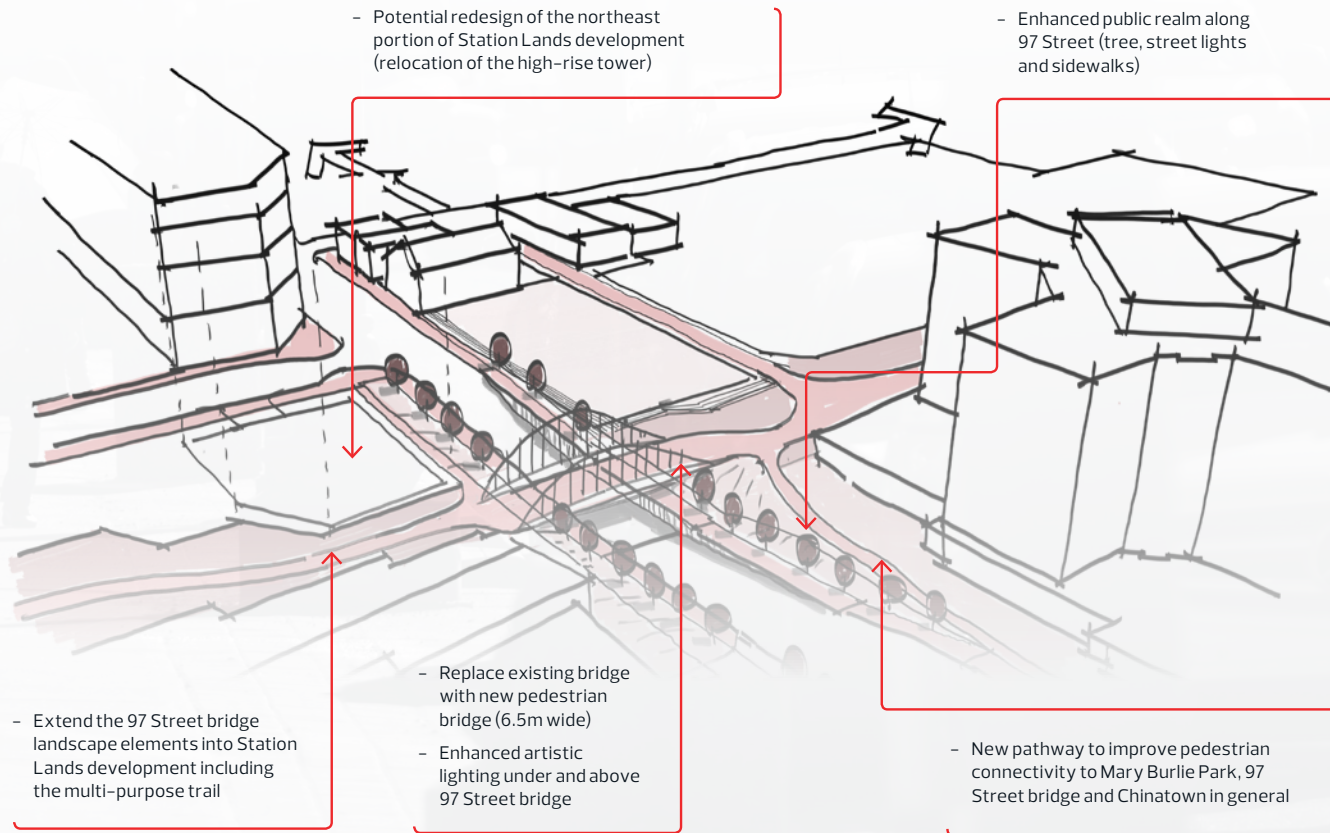 – Potential redesign of the northeast
portion of Station Lands development
(relocation of the high–rise tower)
– Enhanced public realm along
97 Street (tree, street lights
and sidewalks)
– Extend the 97 Street bridge
landscape elements into Station
Lands development including
the multi–purpose trail
– Replace existing bridge
with new pedestrian
bridge (6.5m wide)
– Enhanced artistic
lighting under and above
97 Street bridge
– New pathway to improve pedestrian
connectivity to Mary Burlie Park, 97
Street bridge and Chinatown in general